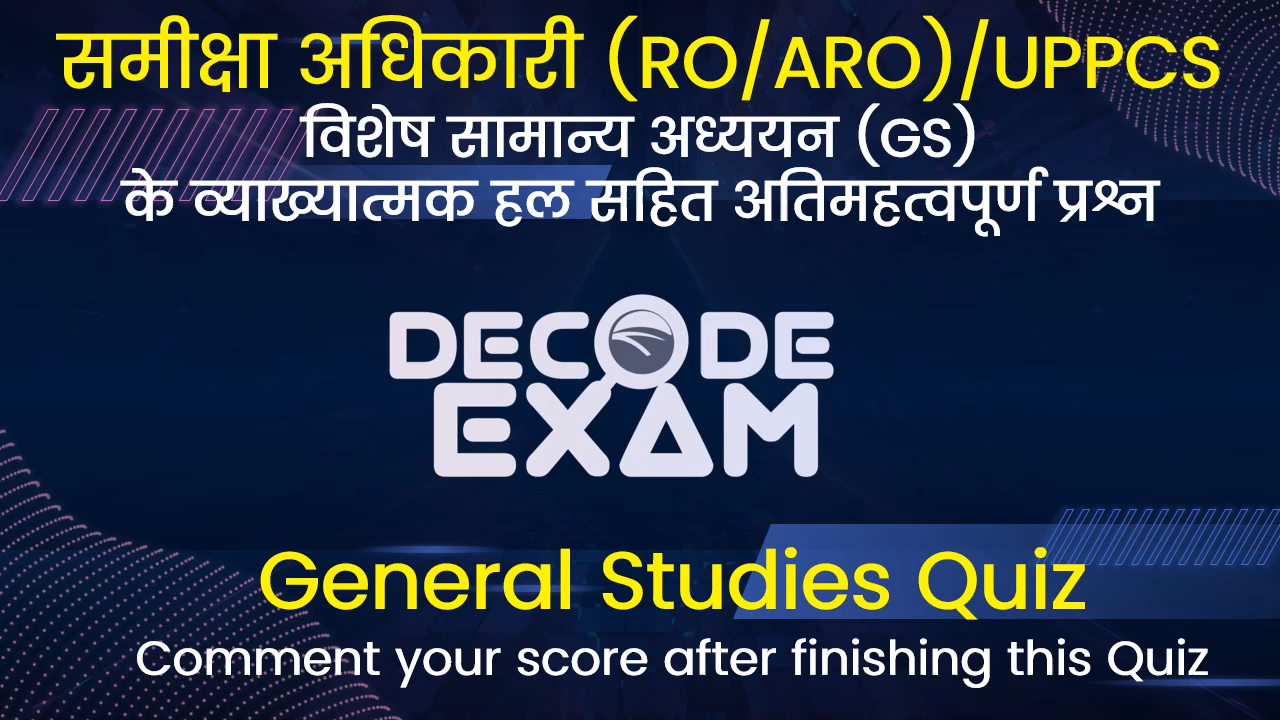 समीक्षा अधिकारी (RO/ARO)/UPPCS
विशेष सामान्य अध्ययन (GS)
के व्याख्यात्मक हल सहित अतिमहत्वपूर्ण प्रश्न
DECODE
EXAM
General Studies Quiz
Comment your score after finishing this Quiz